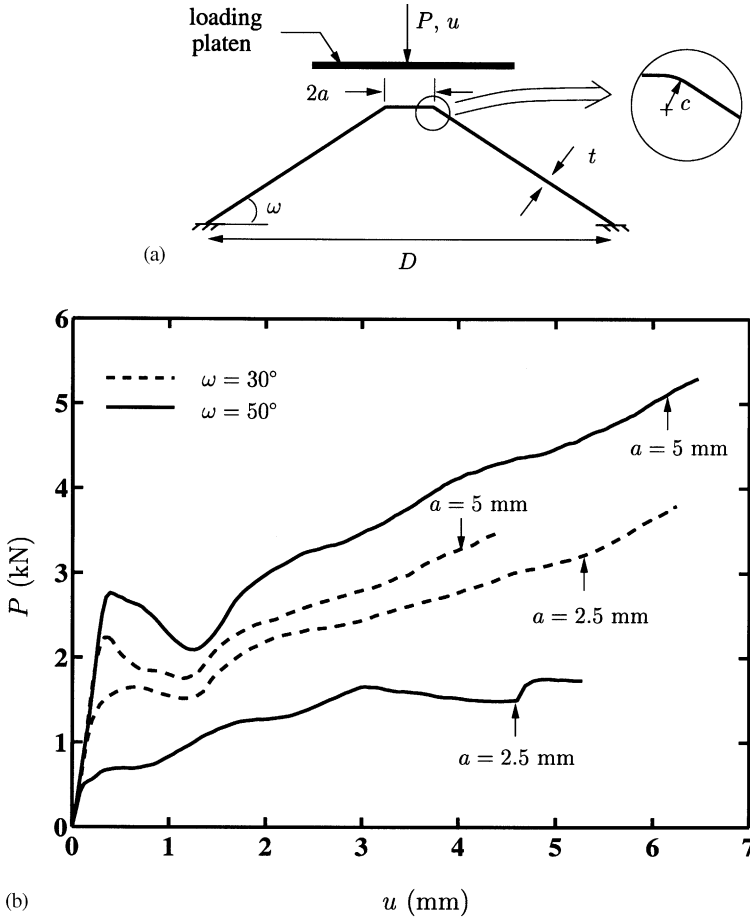 loading
platen
P, u
2a
c
t
ω
D
(a)
6
5
4
3
2
1
0
P (kN)
ω = 30°
ω = 50°
a = 5 mm
a = 5 mm
a = 2.5 mm
a = 2.5 mm
0 1 2 3 4 5 6 7
u (mm)
(b)